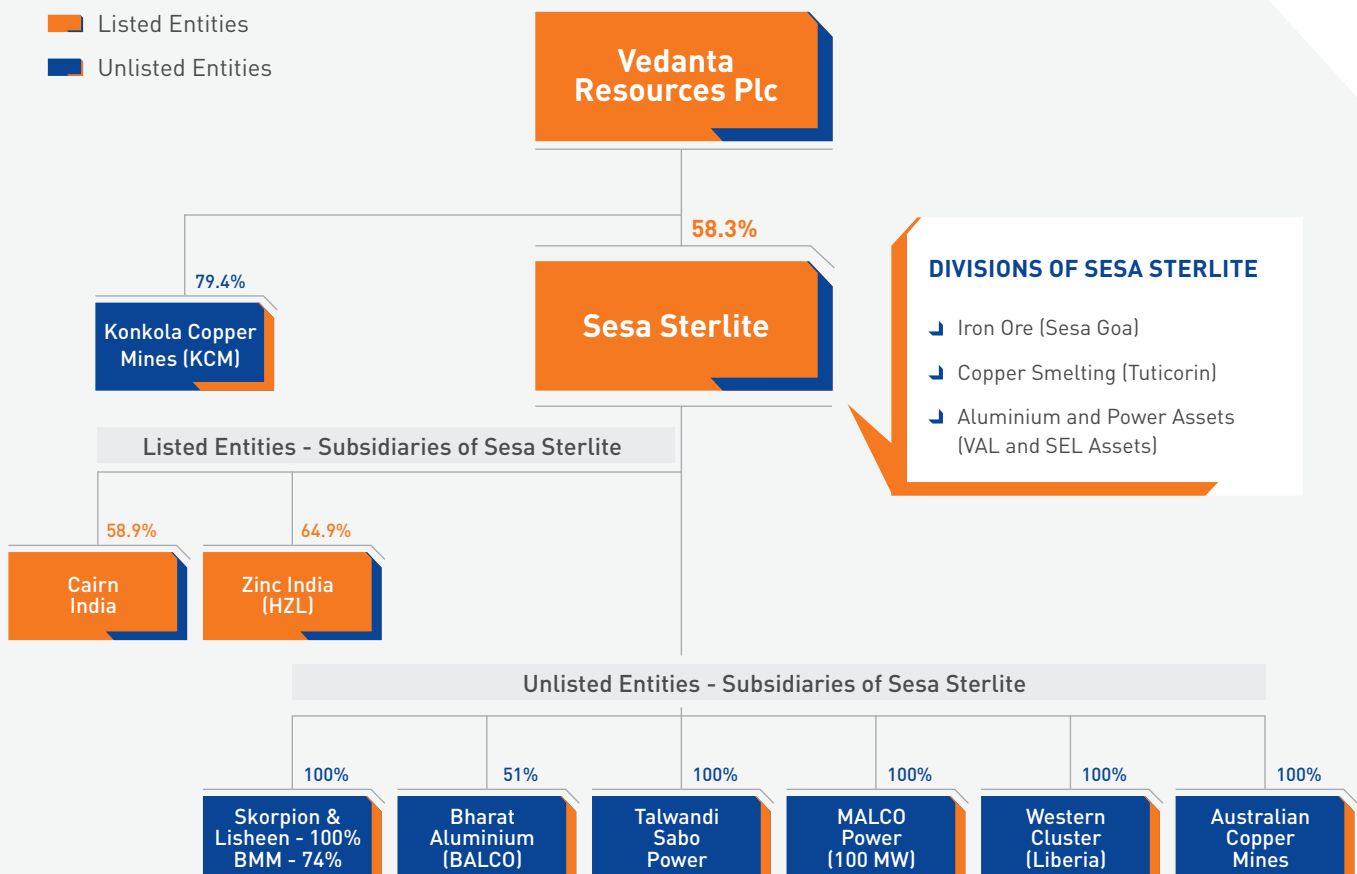 Listed Entities
Unlisted Entities
Vedanta
Resources Plc
58.3%
79.4%
Konkola Copper
Mines (KCM)
Sesa Sterlite
DIVISIONS OF SESA STERLITE
Iron Ore (Sesa Goa)
Copper Smelting (Tuticorin)
Aluminium and Power Assets
(VAL and SEL Assets)
Listed Entities - Subsidiaries of Sesa Sterlite
58.9%
Cairn
India
64.9%
Zinc India
(HZL)
Unlisted Entities - Subsidiaries of Sesa Sterlite
100%
Skorpion &
Lisheen - 100%
BMM - 74%
51%
Bharat
Aluminium
(BALCO)
100%
Talwandi
Sabo
Power
100%
MALCO
Power
(100 MW)
100%
Western
Cluster
(Liberia)
100%
Australian
Copper
Mines